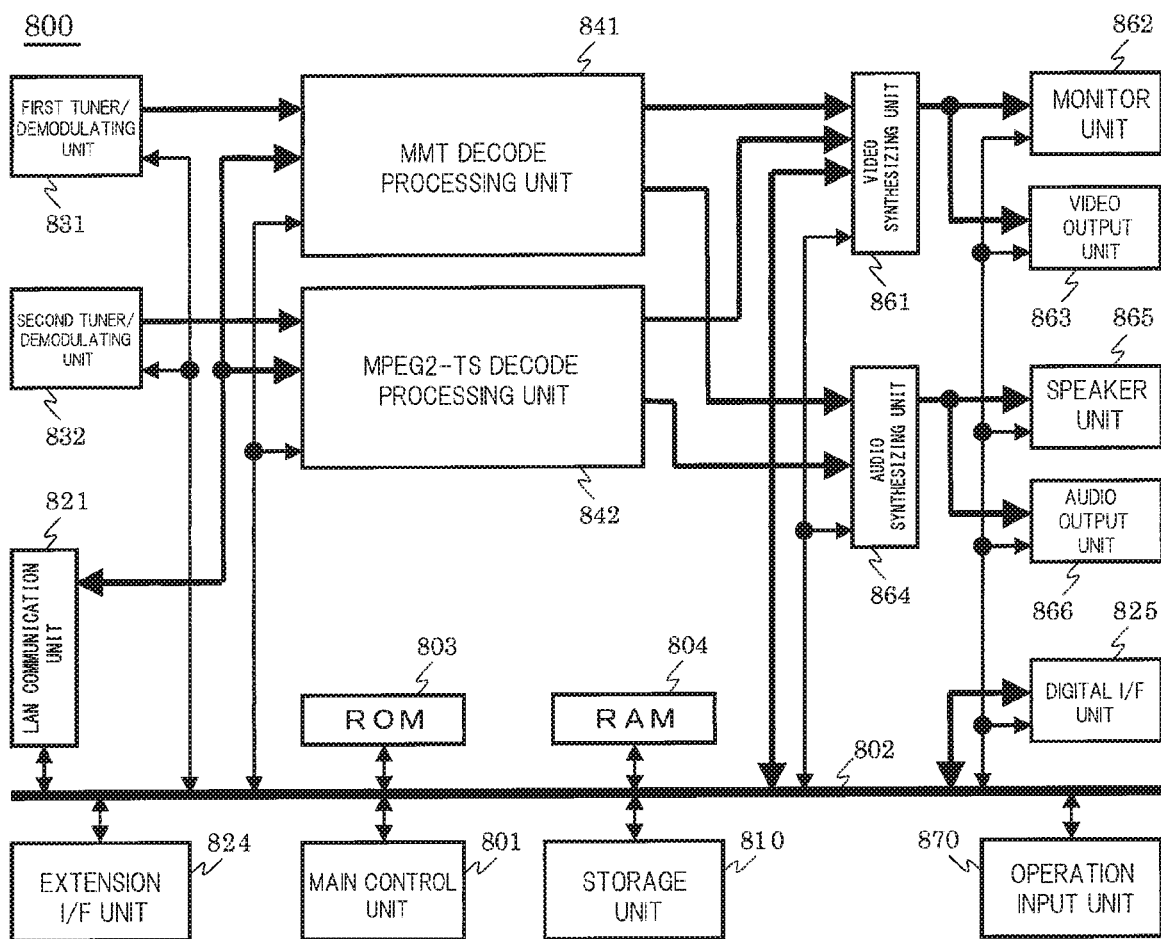 800
841
862
FIRST TUNER/
DEMODULATING
UNIT
831
MMT DECODE
PROCESSING UNIT
VIDEO
SYNTHESIZING UNIT
861
MONITOR
UNIT
VIDEO
OUTPUT
UNIT
863
SECOND TUNER/
DEMODULATING
UNIT
832
MPEG2-TS DECODE
PROCESSING UNIT
842
865
SPEAKER
UNIT
AUDIO
SYNTHESIZING UNIT
864
AUDIO
OUTPUT
UNIT
866
821
LAN COMMUNICATION
UNIT
803
ROM
804
RAM
825
DIGITAL I/F
UNIT
802
824
EXTENSION
I/F UNIT
801
MAIN CONTROL
UNIT
810
STORAGE
UNIT
870
OPERATION
INPUT UNIT